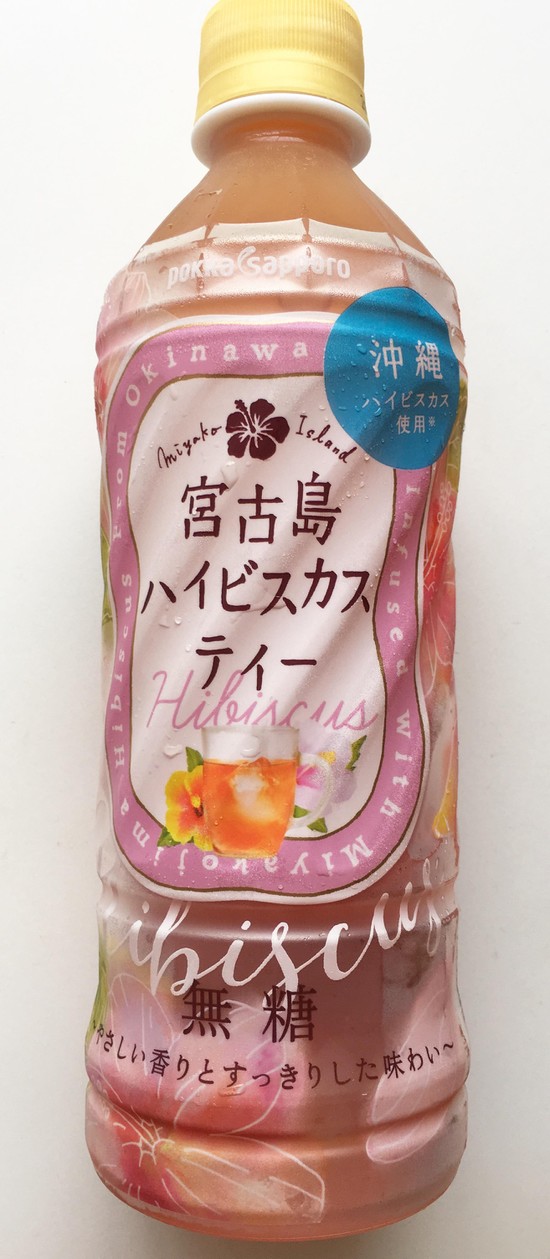 pokka sapporo
沖縄
ハイビスカス
使用※
Infused with Miyakojima Hibiscus from Okinawa
Miyako Island
宮古島
ハイビスカス
ティー
Hibiscus
ibiscus
無糖
やさしい香りとすっきりした味わい～